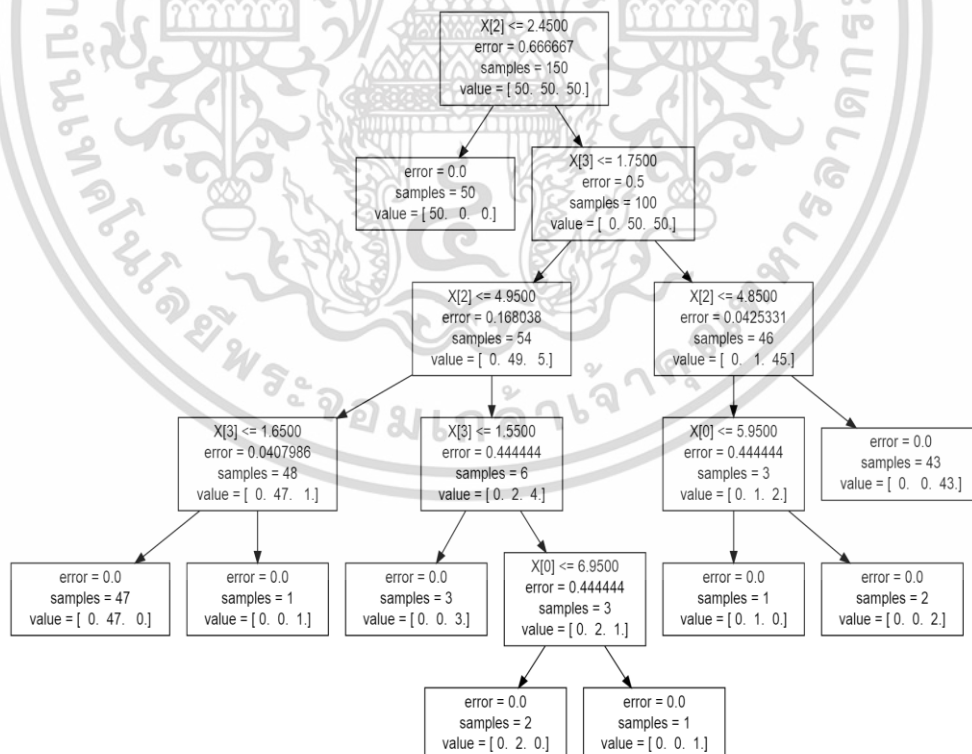 X[2] <= 2.4500
error = 0.666667
samples = 150
value = [ 50. 50. 50.]
error = 0.0
samples = 50
value = [ 50. 0. 0.]
X[3] <= 1.7500
error = 0.5
samples = 100
value = [ 0. 50. 50.]
X[2] <= 4.9500
error = 0.168038
samples = 54
value = [ 0. 49. 5.]
X[2] <= 4.8500
error = 0.0425331
samples = 46
value = [ 0. 1. 45.]
X[3] <= 1.6500
error = 0.0407986
samples = 48
value = [ 0. 47. 1.]
X[3] <= 1.5500
error = 0.444444
samples = 6
value = [ 0. 2. 4.]
X[0] <= 5.9500
error = 0.444444
samples = 3
value = [ 0. 1. 2.]
error = 0.0
samples = 43
value = [ 0. 0. 43.]
error = 0.0
samples = 47
value = [ 0. 47. 0.]
error = 0.0
samples = 1
value = [ 0. 0. 1.]
error = 0.0
samples = 3
value = [ 0. 0. 3.]
X[0] <= 6.9500
error = 0.444444
samples = 3
value = [ 0. 2. 1.]
error = 0.0
samples = 1
value = [ 0. 1. 0.]
error = 0.0
samples = 2
value = [ 0. 0. 2.]
error = 0.0
samples = 2
value = [ 0. 2. 0.]
error = 0.0
samples = 1
value = [ 0. 0. 1.]